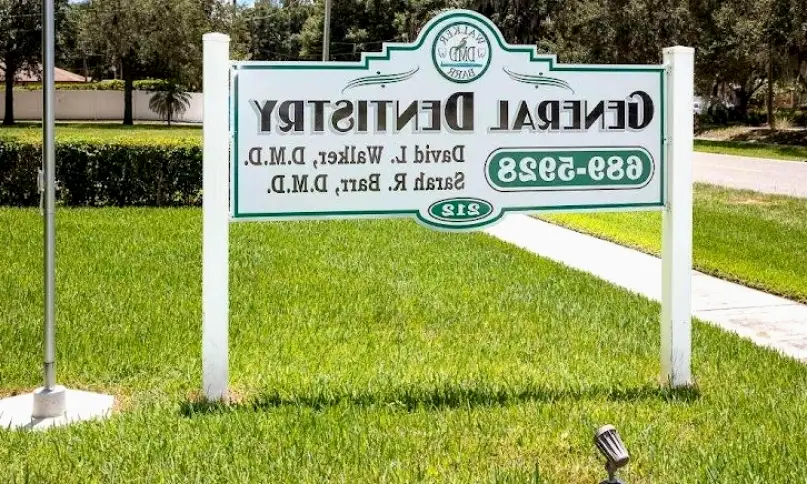 WALKER
DMD
BARR
GENERAL DENTISTRY
689-5928
David L. Walker, D.M.D.
Sarah R. Barr, D.M.D.
212